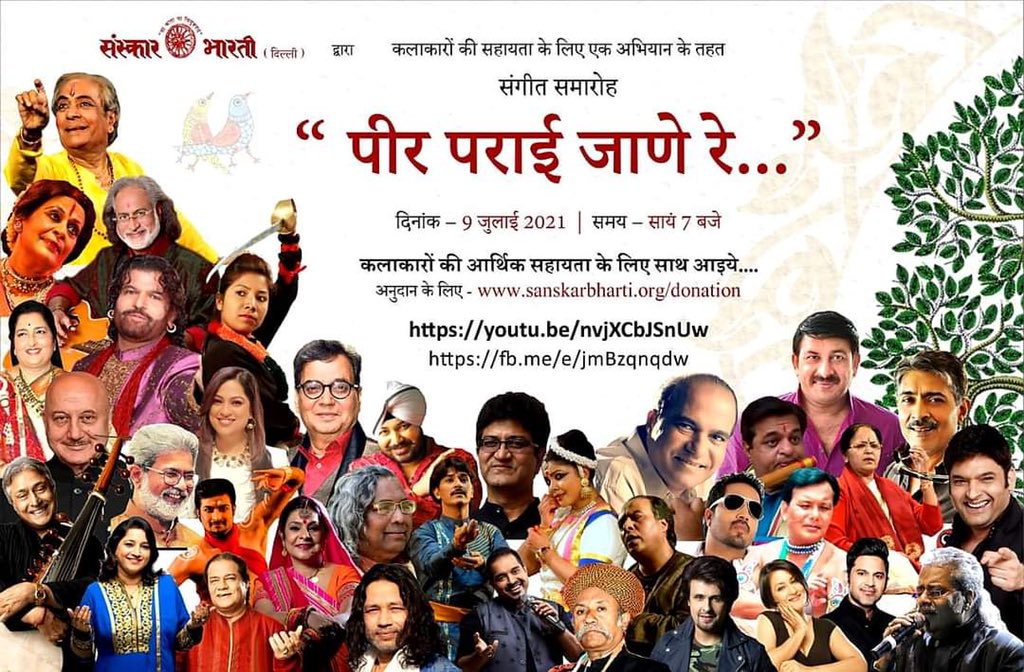 संस्कार भारती (दिल्ली) द्वारा कलाकारों की सहायता के लिए एक अभियान के तहत
संगीत समारोह
“ पीर पराई जाणे रे...”
दिनांक – 9 जुलाई 2021 | समय – सायं 7 बजे
कलाकारों की आर्थिक सहायता के लिए साथ आइये....
अनुदान के लिए - www.sanskarbharti.org/donation
https://youtu.be/nvjXCbJSnUw
https://fb.me/e/jmBzqnqdw